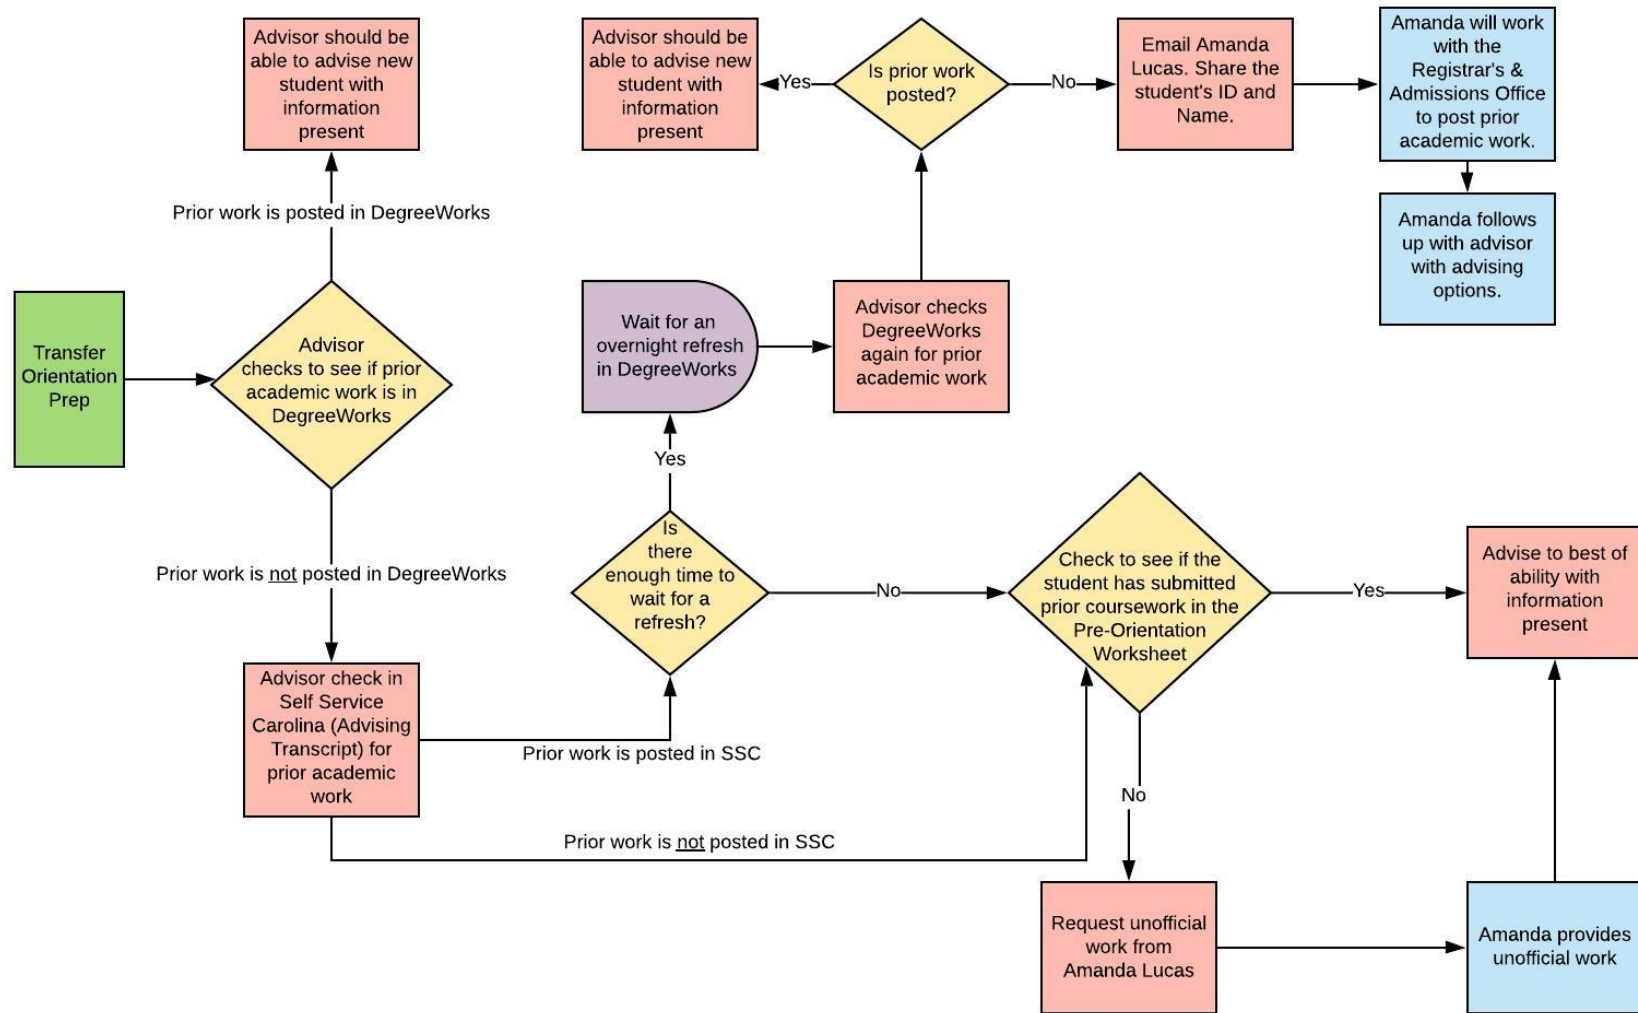 Advisor should be
able to advise new
student with
information
present
Advisor should be
able to advise new
student with
information
present
Yes
Is prior work
posted?
No
Email Amanda
Lucas. Share the
student's ID and
Name.
Amanda will work
with the
Registrar's &
Admissions Office
to post prior
academic work.
Prior work is posted in DegreeWorks
Amanda follows
up with advisor
with advising
options.
Transfer
Orientation
Prep
Advisor
checks to see if prior
academic work is in
DegreeWorks
Wait for an
overnight refresh
in DegreeWorks
Advisor checks
DegreeWorks
again for prior
academic work
Yes
Prior work is not posted in DegreeWorks
Is
there
enough time to
wait for a
refresh?
No
Check to see if the
student has submitted
prior coursework in the
Pre-Orientation
Worksheet
Yes
Advise to best of
ability with
information
present
Advisor check in
Self Service
Carolina (Advising
Transcript) for
prior academic
work
Prior work is posted in SSC
No
Prior work is not posted in SSC
Request unofficial
work from
Amanda Lucas
Amanda provides
unofficial work